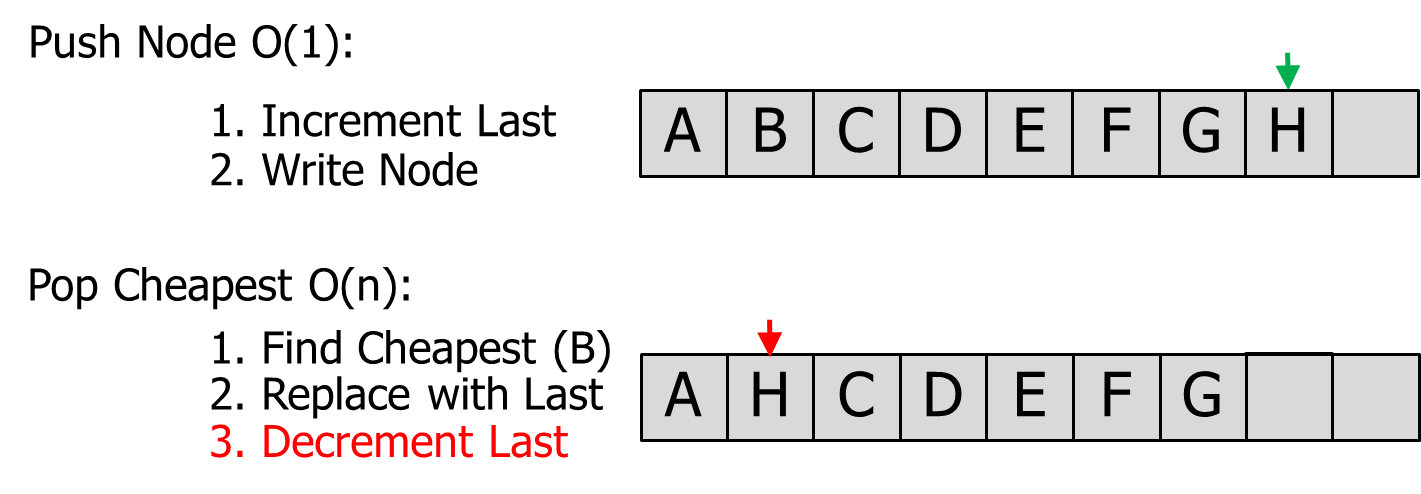 Push Node O(1):
1. Increment Last
2. Write Node
A B C D E F G H
Pop Cheapest O(n):
1. Find Cheapest (B)
2. Replace with Last
3. Decrement Last
A H C D E F G